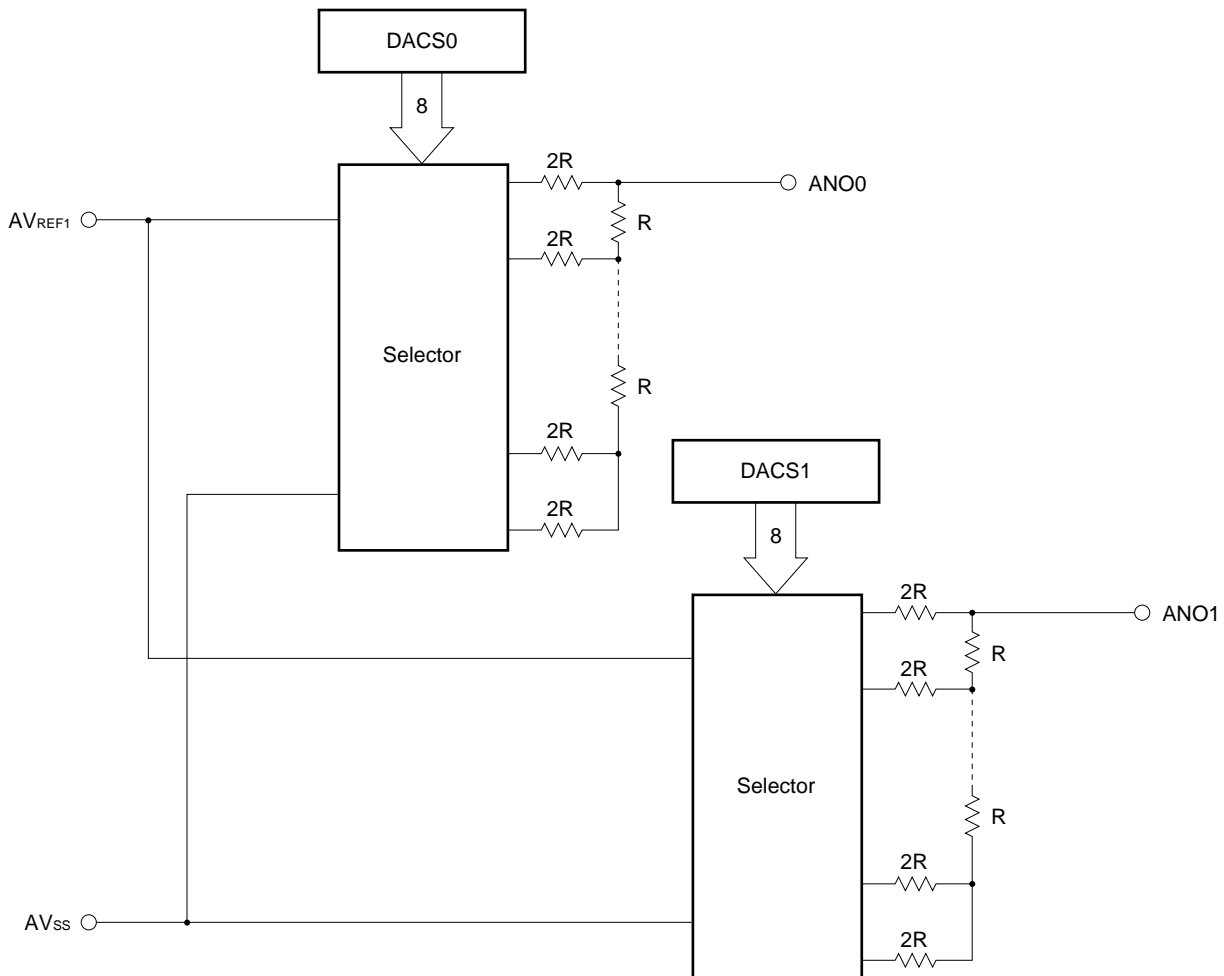 DACS0
8
2R
ANO0
AVREF1
R
2R
Selector
R
2R
DACS1
2R
8
2R
ANO1
R
2R
Selector
R
2R
AVSS
2R